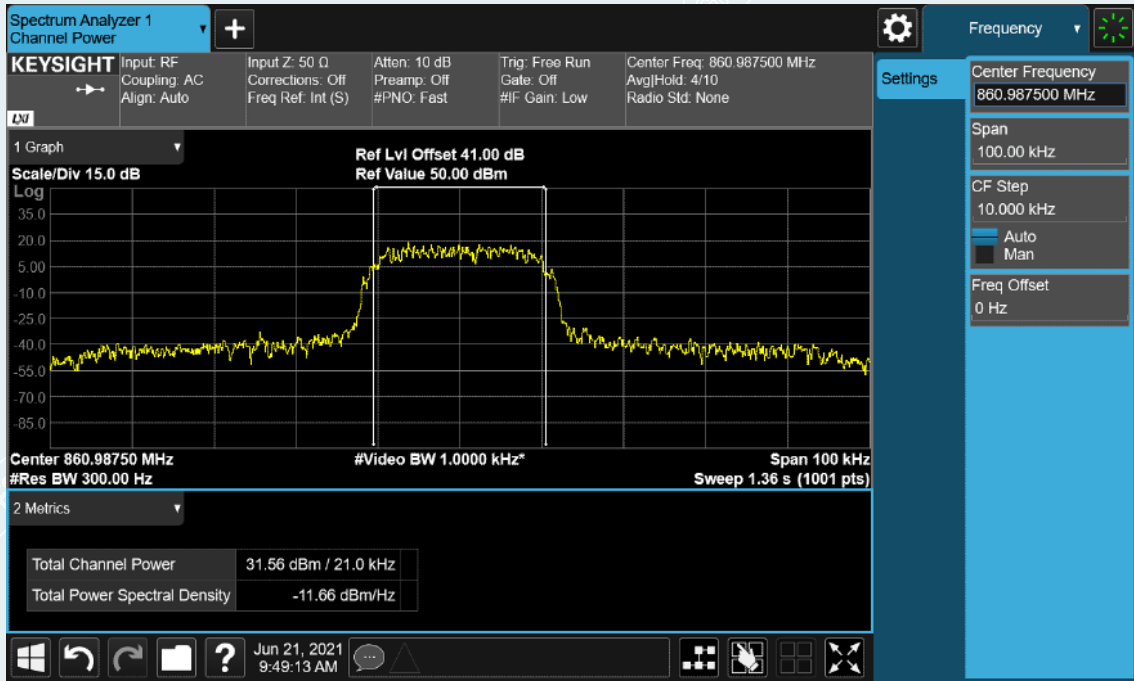 Spectrum Analyzer 1
Channel Power
+
Frequency
KEYSIGHT
LXI
Input: RF
Coupling: AC
Align: Auto
Input Z: 50 Ω
Corrections: Off
Freq Ref: Int (S)
Atten: 10 dB
Preamp: Off
#PNO: Fast
Trig: Free Run
Gate: Off
#IF Gain: Low
Center Freq: 860.987500 MHz
Avg|Hold: 4/10
Radio Std: None
Settings
Center Frequency
860.987500 MHz
Span
100.00 kHz
CF Step
10.000 kHz
Auto
Man
Freq Offset
0 Hz
1 Graph
Scale/Div 15.0 dB
Ref Lvl Offset 41.00 dB
Ref Value 50.00 dBm
Log
35.0
20.0
5.00
-10.0
-25.0
-40.0
-55.0
-70.0
-85.0
Center 860.98750 MHz
#Video BW 1.0000 kHz*
Span 100 kHz
#Res BW 300.00 Hz
Sweep 1.36 s (1001 pts)
2 Metrics
Total Channel Power 31.56 dBm / 21.0 kHz
Total Power Spectral Density -11.66 dBm/Hz
?
Jun 21, 2021
9:49:13 AM